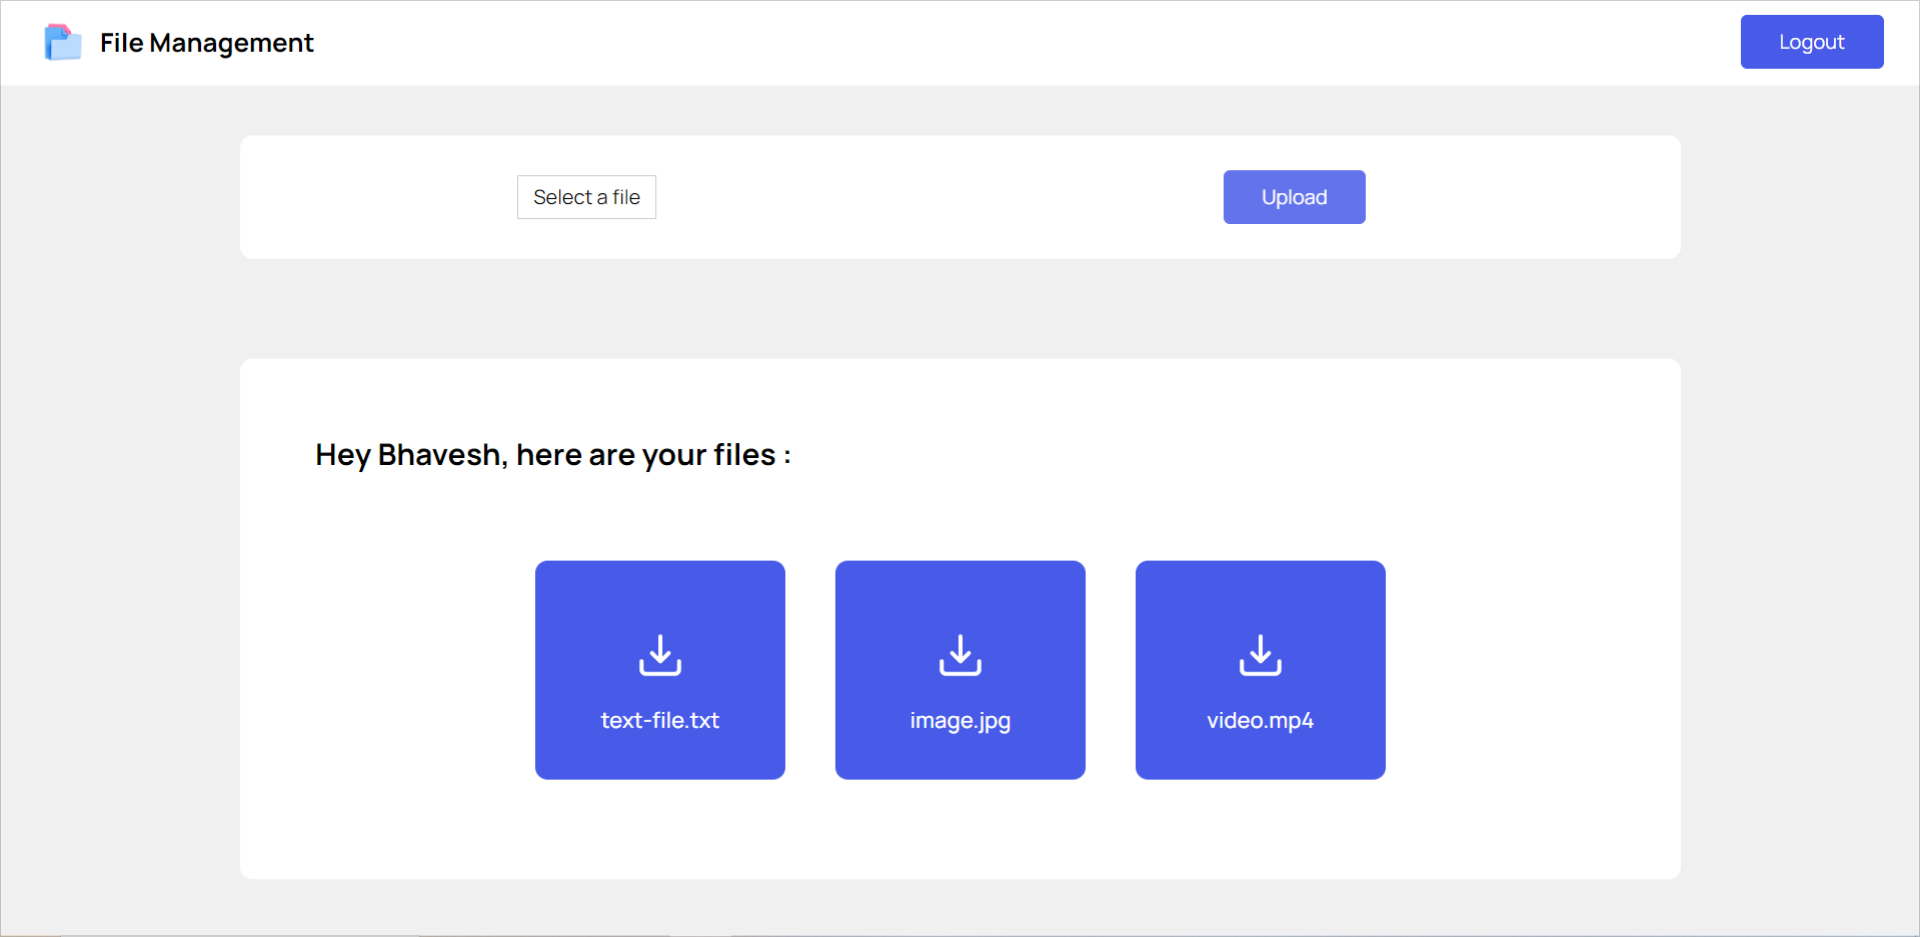 File Management
Logout
Select a file
Upload
Hey Bhavesh, here are your files :
text-file.txt
image.jpg
video.mp4